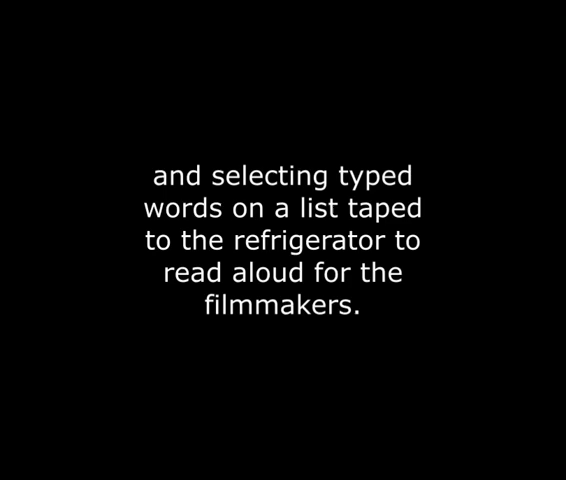 and selecting typed
words on a list taped
to the refrigerator to
read aloud for the
filmmakers.